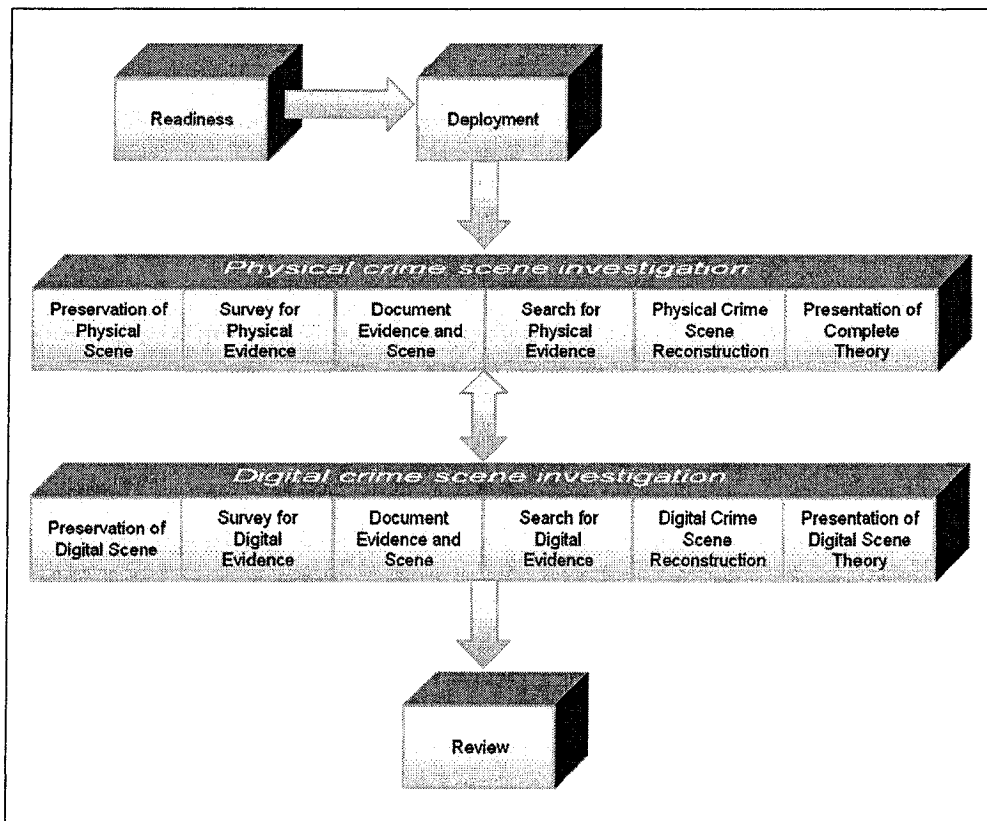 Readiness
Deployment
Physical crime scene investigation
Preservation of
Physical
Scene
Survey for
Physical
Evidence
Document
Evidence and
Scene
Search for
Physical
Evidence
Physical Crime
Scene
Reconstruction
Presentation of
Complete
Theory
Digital crime scene investigation
Preservation of
Digital Scene
Survey for
Digital
Evidence
Document
Evidence and
Scene
Search for
Digital
Evidence
Digital Crime
Scene
Reconstruction
Presentation of
Digital Scene
Theory
Review